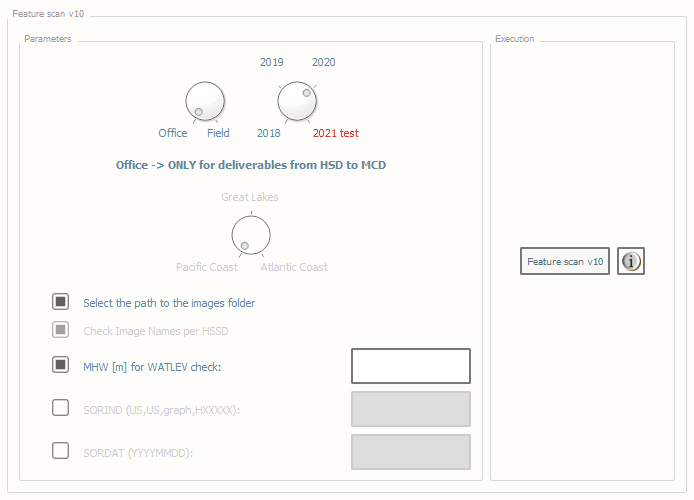 Feature scan v10
Parameters
Execution
2019 2020
Office Field 2018 2021 test
Office -> ONLY for deliverables from HSD to MCD
Great Lakes
Pacific Coast Atlantic Coast
Select the path to the images folder
Check Image Names per HSSD
MHW [m] for WATLEV check:
SORIND (US,US,graph,HXXXXX):
SORDAT (YYYYMMDD):
Feature scan v10
i